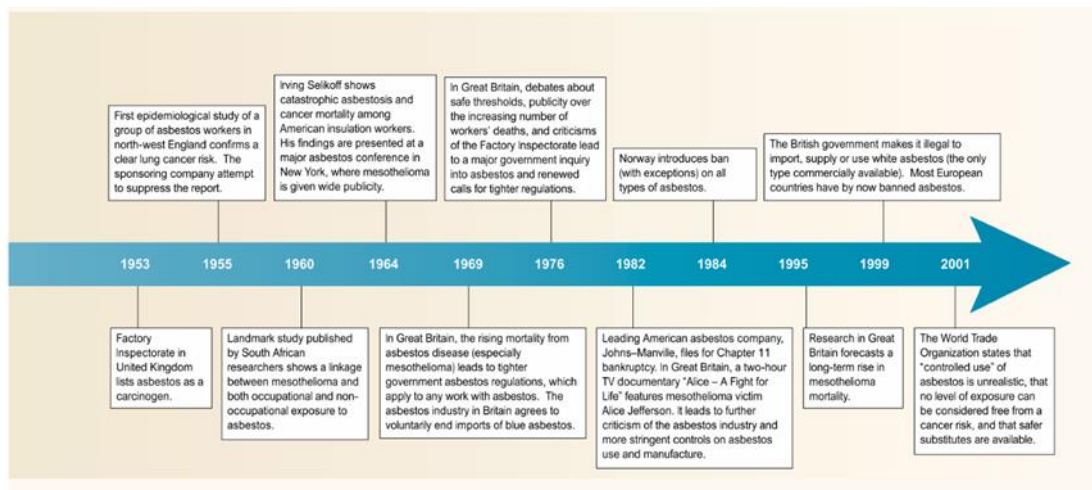 First epidemiological study of a
group of asbestos workers in
north-west England confirms a
clear lung cancer risk. The
sponsoring company attempt
to suppress the report.
Irving Selikoff shows
catastrophic asbestosis and
cancer mortality among
American insulation workers.
His findings are presented at a
major asbestos conference in
New York, where mesothelioma
is given wide publicity.
In Great Britain, debates about
safe thresholds, publicity over
the increasing number of
workers' deaths, and criticisms
of the Factory Inspectorate lead
to a major government inquiry
into asbestos and renewed
calls for tighter regulations.
Norway introduces ban
(with exceptions) on all
types of asbestos.
The British government makes it illegal to
import, supply or use white asbestos (the only
type commercially available). Most European
countries have by now banned asbestos.
1953 1955 1960 1964 1969 1976 1982 1984 1995 1999 2001
Factory
Inspectorate in
United Kingdom
lists asbestos as a
carcinogen.
Landmark study published
by South African
researchers shows a linkage
between mesothelioma and
both occupational and non-
occupational exposure to
asbestos.
In Great Britain, the rising mortality from
asbestos disease (especially
mesothelioma) leads to tighter
government asbestos regulations, which
apply to any work with asbestos. The
asbestos industry in Britain agrees to
voluntarily end imports of blue asbestos.
Leading American asbestos company,
Johns–Manville, files for Chapter 11
bankruptcy. In Great Britain, a two-hour
TV documentary "Alice – A Fight for
Life" features mesothelioma victim
Alice Jefferson. it leads to further
criticism of the asbestos industry and
more stringent controls on asbestos
use and manufacture.
Research in Great
Britain forecasts a
long-term rise in
mesothelioma
mortality.
The World Trade
Organization states that
"controlled use" of
asbestos is unrealistic, that
no level of exposure can
be considered free from a
cancer risk, and that safer
substitutes are available.